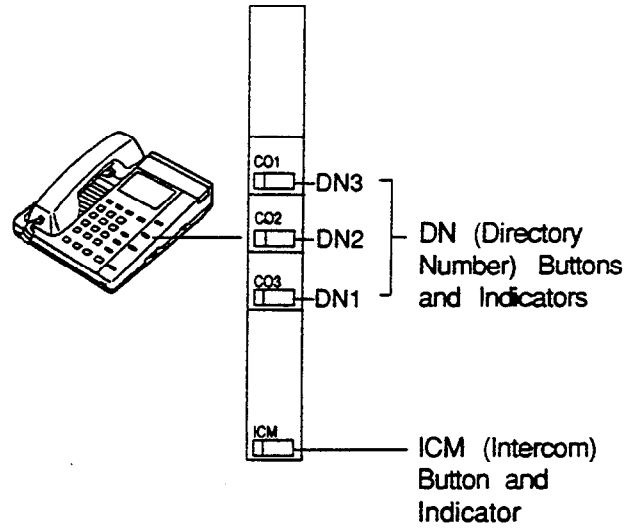 CO1
DN3
CO2
DN2
DN (Directory
Number) Buttons
and Indicators
CO3
DN1
ICM
ICM (Intercom)
Button and
Indicator